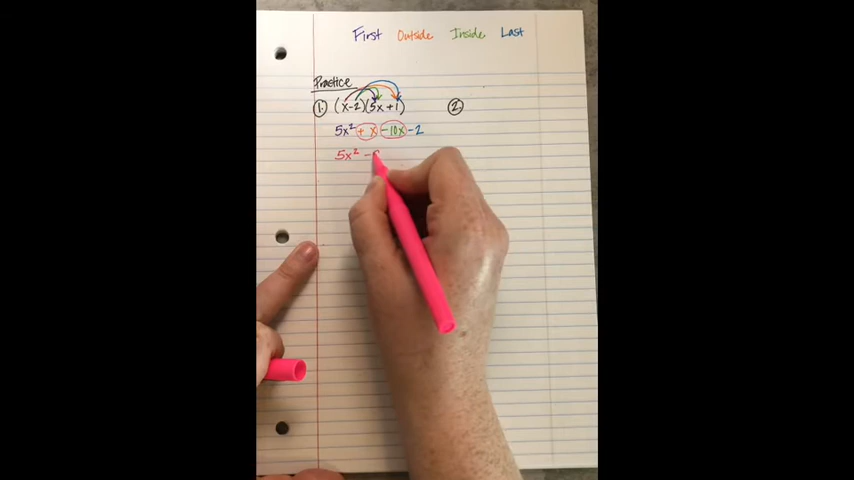 First Outside Inside Last
Practice
1. (x-2)(5x+1)
2.
5x² + x -10x -2
5x² -